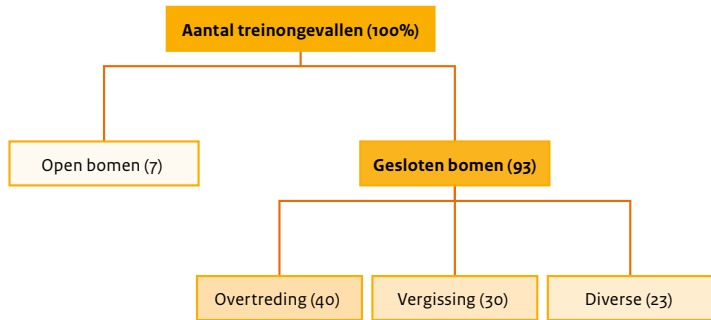 Aantal treinongevallen (100%)
Open bomen (7)
Gesloten bomen (93)
Overtreding (40)
Vergissing (30)
Diverse (23)